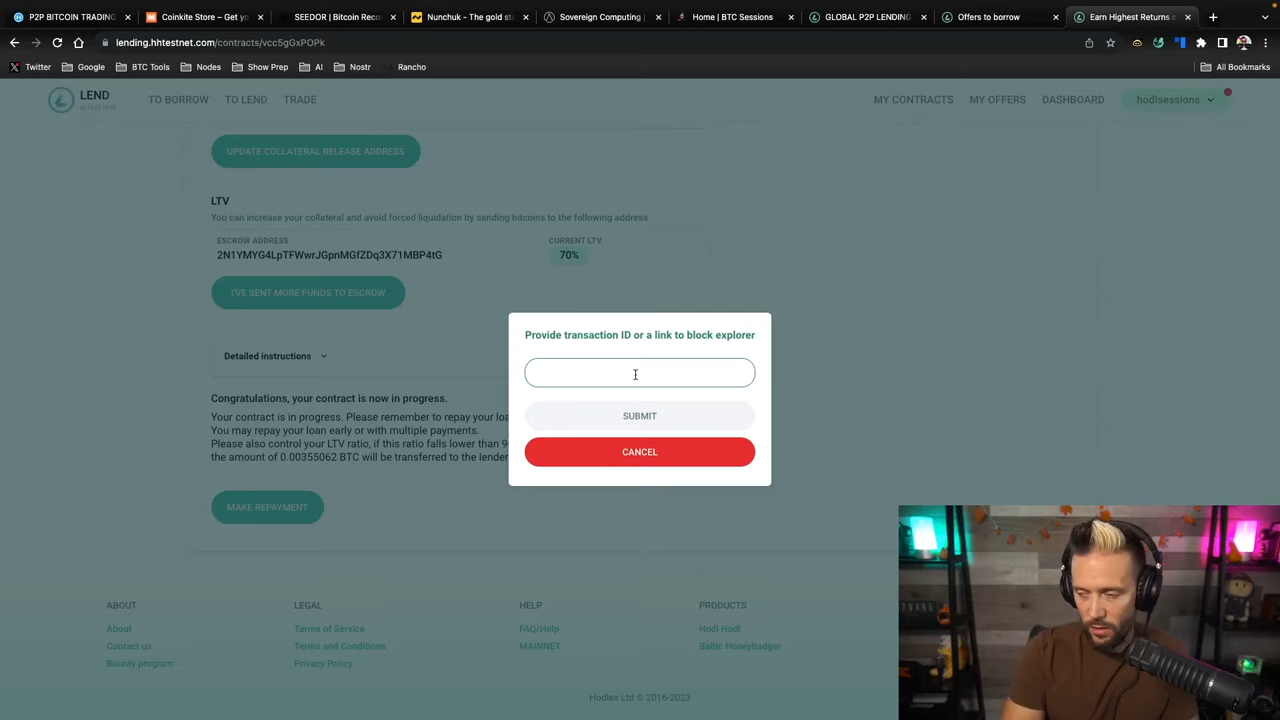 P2P BITCOIN TRADING
Coinkite Store – Get yo
SEEDOR | Bitcoin Reco
Nunchuk - The gold sta
Sovereign Computing |
Home | BTC Sessions
GLOBAL P2P LENDING
Offers to borrow
Earn Highest Returns o
lending.hhtestnet.com/contracts/vcc5gGxPOPk
Twitter
Google
BTC Tools
Nodes
Show Prep
AI
Nostr
Rancho
All Bookmarks
LEND
at Hodl Hodl
TO BORROW
TO LEND
TRADE
MY CONTRACTS
MY OFFERS
DASHBOARD
hodlsessions
UPDATE COLLATERAL RELEASE ADDRESS
LTV
You can increase your collateral and avoid forced liquidation by sending bitcoins to the following address
ESCROW ADDRESS
CURRENT LTV
2N1YMYG4LpTFWwrJGpnMGfZDq3X71MBP4tG
70%
I'VE SENT MORE FUNDS TO ESCROW
Provide transaction ID or a link to block explorer
SUBMIT
CANCEL
Detailed instructions
Congratulations, your contract is now in progress.
Your contract is in progress. Please remember to repay your loa
You may repay your loan early or with multiple payments.
Please also control your LTV ratio, if this ratio falls lower than 9
the amount of 0.00355062 BTC will be transferred to the lender
MAKE REPAYMENT
ABOUT
About
Contact us
Bounty program
LEGAL
Terms of Service
Terms and Conditions
Privacy Policy
HELP
FAQ/Help
MAINNET
PRODUCTS
Hodl Hodl
Baltic Honeybadger
Hodlex Ltd © 2016-2023